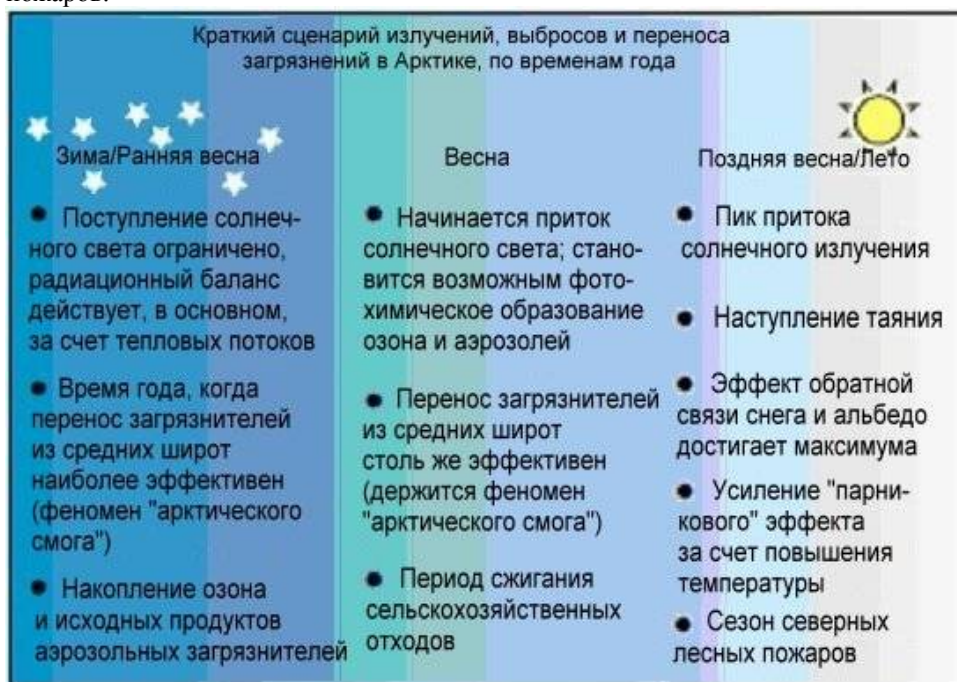 пожаров.
Краткий сценарий излучений, выбросов и переноса
загрязнений в Арктике, по временам года
Зима/Ранняя весна
● Поступление солнеч-
ного света ограничено,
радиационный баланс
действует, в основном,
за счет тепловых потоков
● Время года, когда
перенос загрязнителей
из средних широт
наиболее эффективен
(феномен "арктического
смога")
● Накопление озона
и исходных продуктов
аэрозольных загрязнителей
Весна
● Начинается приток
солнечного света; стано-
вится возможным фото-
химическое образование
озона и аэрозолей
● Перенос загрязнителей
из средних широт
столь же эффективен
(держится феномен
"арктического смога")
● Период сжигания
сельскохозяйственных
отходов
Поздняя весна/Лето
● Пик притока
солнечного излучения
● Наступление таяния
● Эффект обратной
связи снега и альбедо
достигает максимума
● Усиление "парни-
кового" эффекта
за счет повышения
температуры
● Сезон северных
лесных пожаров